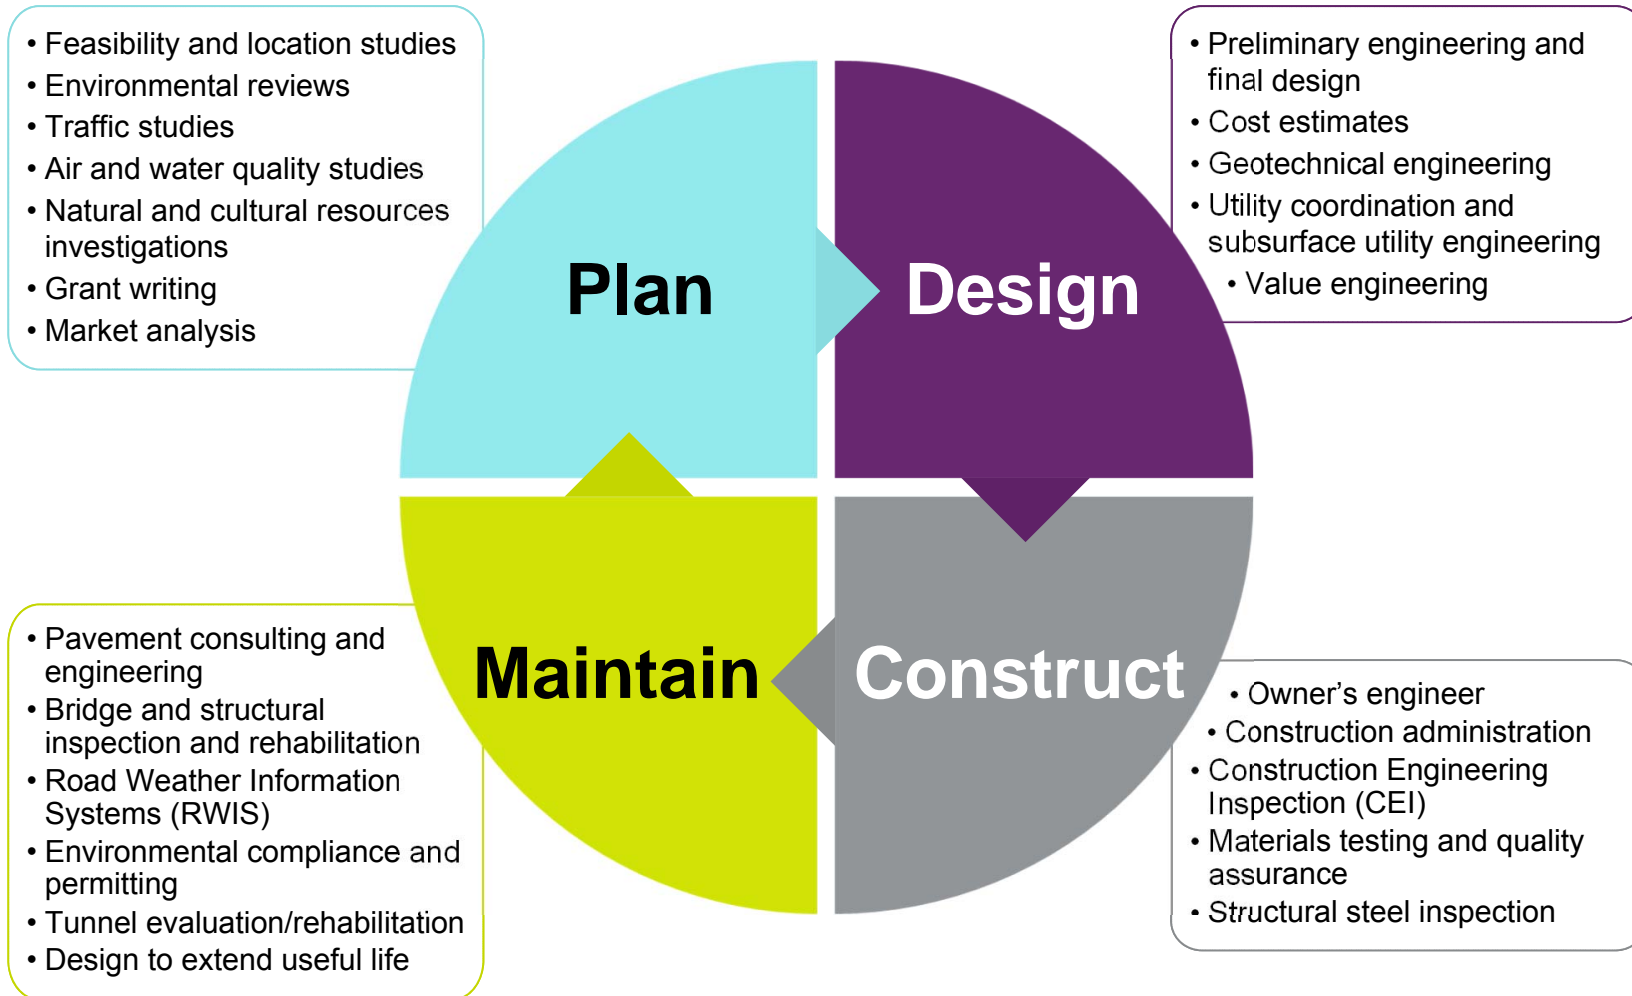 • Feasibility and location studies
• Environmental reviews
• Traffic studies
• Air and water quality studies
• Natural and cultural resources
investigations
• Grant writing
• Market analysis
• Preliminary engineering and
final design
• Cost estimates
• Geotechnical engineering
• Utility coordination and
subsurface utility engineering
• Value engineering
Plan
Design
Maintain
Construct
• Pavement consulting and
engineering
• Bridge and structural
inspection and rehabilitation
• Road Weather Information
Systems (RWIS)
• Environmental compliance and
permitting
• Tunnel evaluation/rehabilitation
• Design to extend useful life
• Owner’s engineer
• Construction administration
• Construction Engineering
Inspection (CEI)
• Materials testing and quality
assurance
• Structural steel inspection